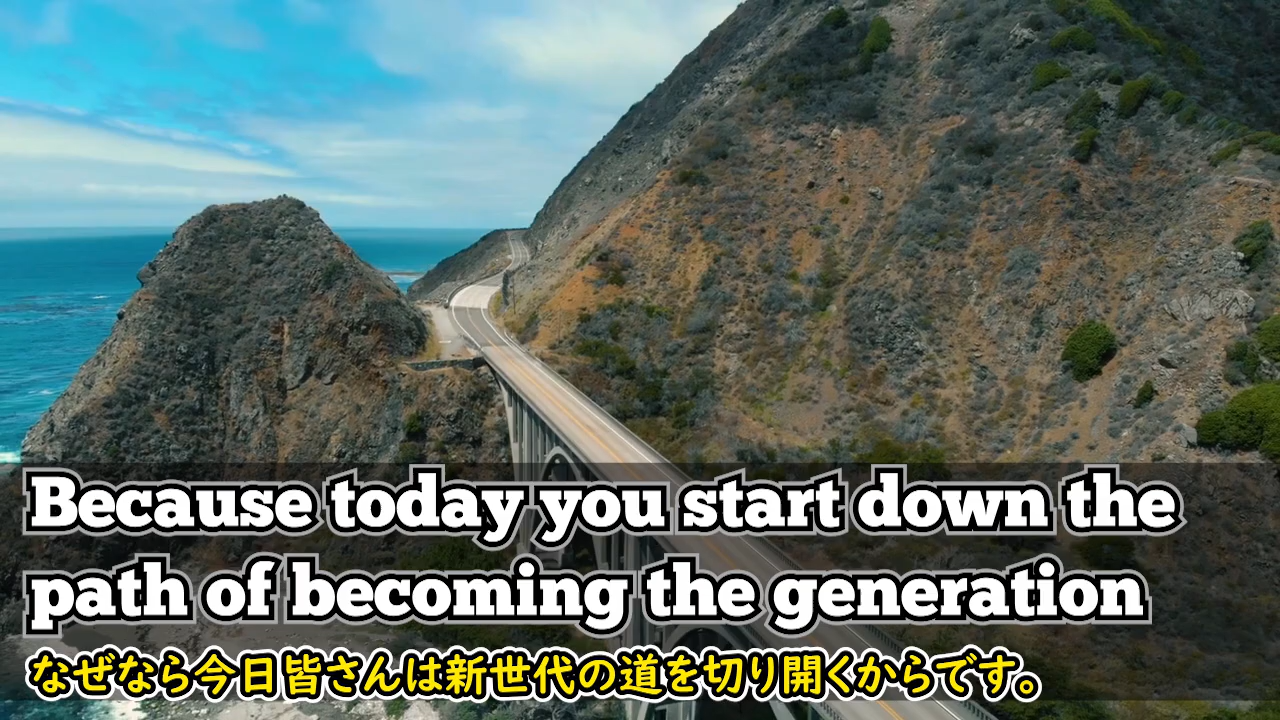 Because today you start down the
path of becoming the generation
なぜなら今日皆さんは新世代の道を切り開くからです。